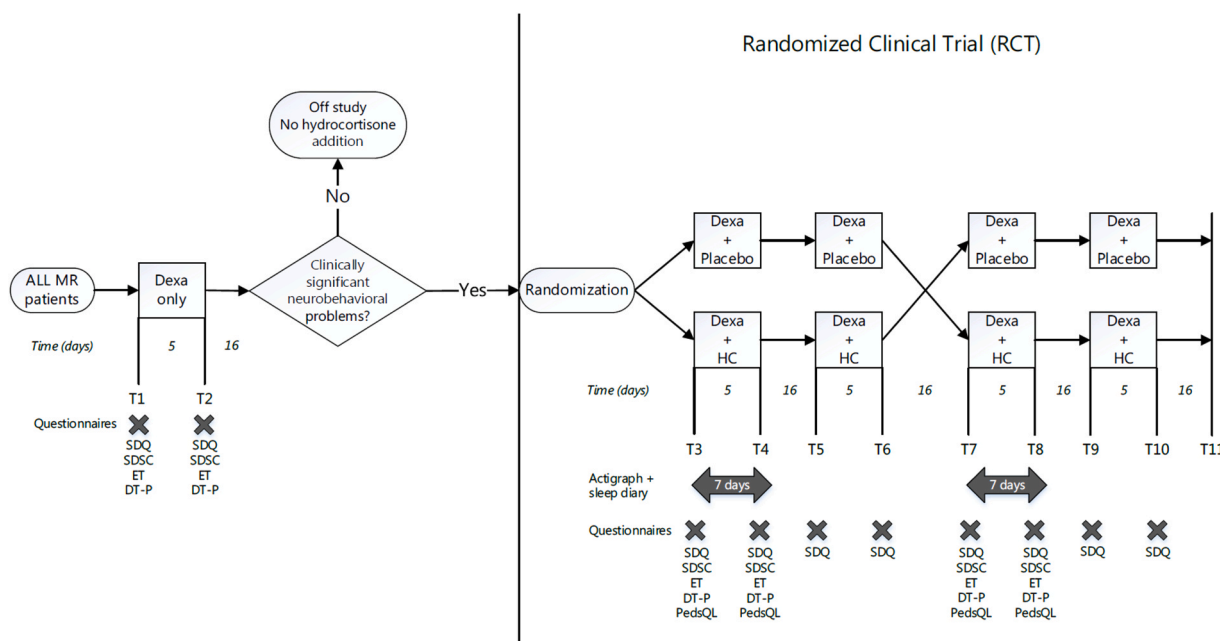 Randomized Clinical Trial (RCT)
Off study
No hydrocortisone
addition
No
ALL MR
patients
Dexa
only
Clinically
significant
neurobehavioral
problems?
Yes
Randomization
Dexa
+
Placebo
Dexa
+
Placebo
Dexa
+
Placebo
Dexa
+
Placebo
Dexa
+
HC
Dexa
+
HC
Dexa
+
HC
Dexa
+
HC
Time (days) 5 16
Time (days) 5 16 5 16 5 16 5 16
T1 T2
Questionnaires
SDQ SDQ
SDSC SDSC
ET ET
DT-P DT-P
T3 T4 T5 T6 T7 T8 T9 T10 T11
Actigraph +
sleep diary
7 days 7 days
Questionnaires
SDQ SDQ SDQ SDQ SDQ SDQ SDQ SDQ
SDSC SDSC SDSC SDSC
ET ET ET ET
DT-P DT-P DT-P DT-P
PedsQL PedsQL PedsQL PedsQL